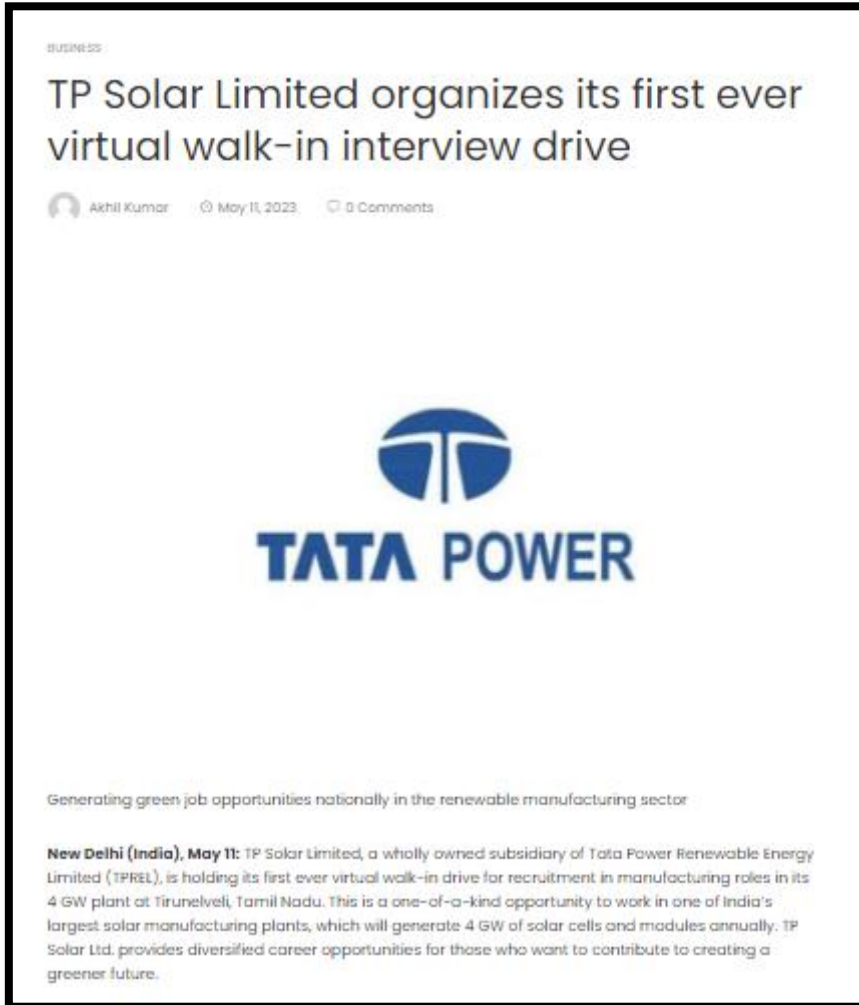 BUSINESS
TP Solar Limited organizes its first ever
virtual walk-in interview drive
Akhil Kumar May 11, 2023 0 Comments
TATA POWER
Generating green job opportunities nationally in the renewable manufacturing sector
New Delhi (India), May 11: TP Solar Limited, a wholly owned subsidiary of Tata Power Renewable Energy
Limited (TPREL), is holding its first ever virtual walk-in drive for recruitment in manufacturing roles in its
4 GW plant at Tirunelveli, Tamil Nadu. This is a one-of-a-kind opportunity to work in one of India's
largest solar manufacturing plants, which will generate 4 GW of solar cells and modules annually. TP
Solar Ltd. provides diversified career opportunities for those who want to contribute to creating a
greener future.